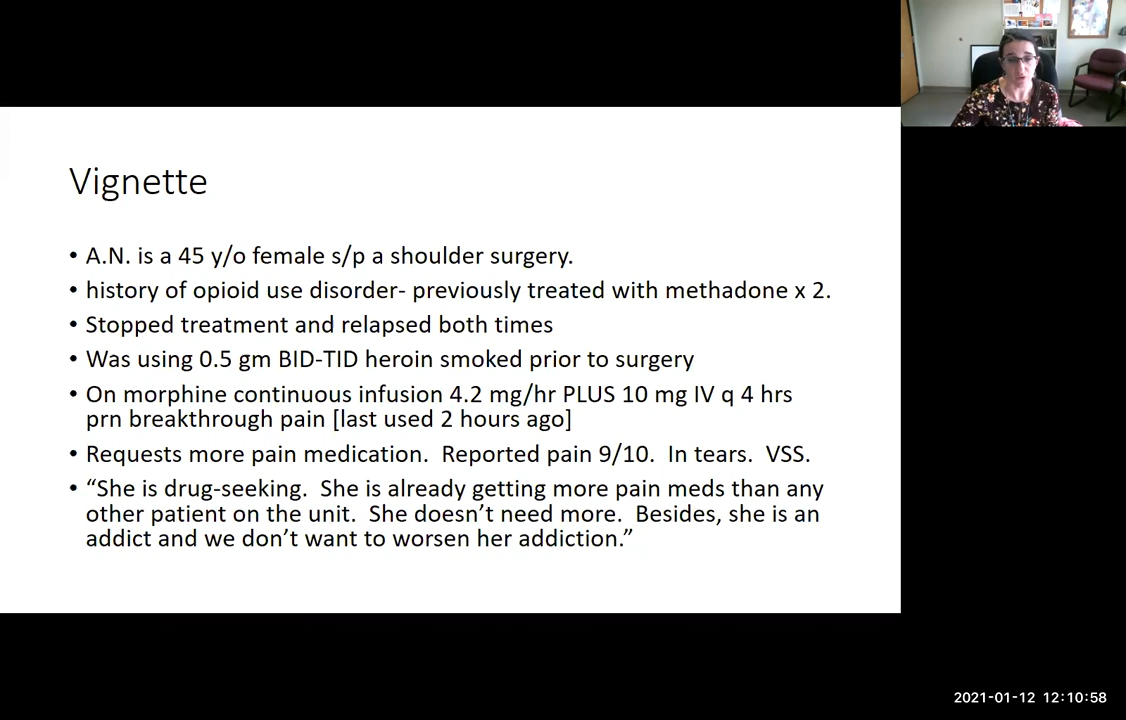 Vignette
• A.N. is a 45 y/o female s/p a shoulder surgery.
• history of opioid use disorder- previously treated with methadone x 2.
• Stopped treatment and relapsed both times
• Was using 0.5 gm BID-TID heroin smoked prior to surgery
• On morphine continuous infusion 4.2 mg/hr PLUS 10 mg IV q 4 hrs
prn breakthrough pain [last used 2 hours ago]
• Requests more pain medication.  Reported pain 9/10.  In tears.  VSS.
• “She is drug-seeking.  She is already getting more pain meds than any
other patient on the unit.  She doesn’t need more.  Besides, she is an
addict and we don’t want to worsen her addiction.”
2021-01-12 12:10:58